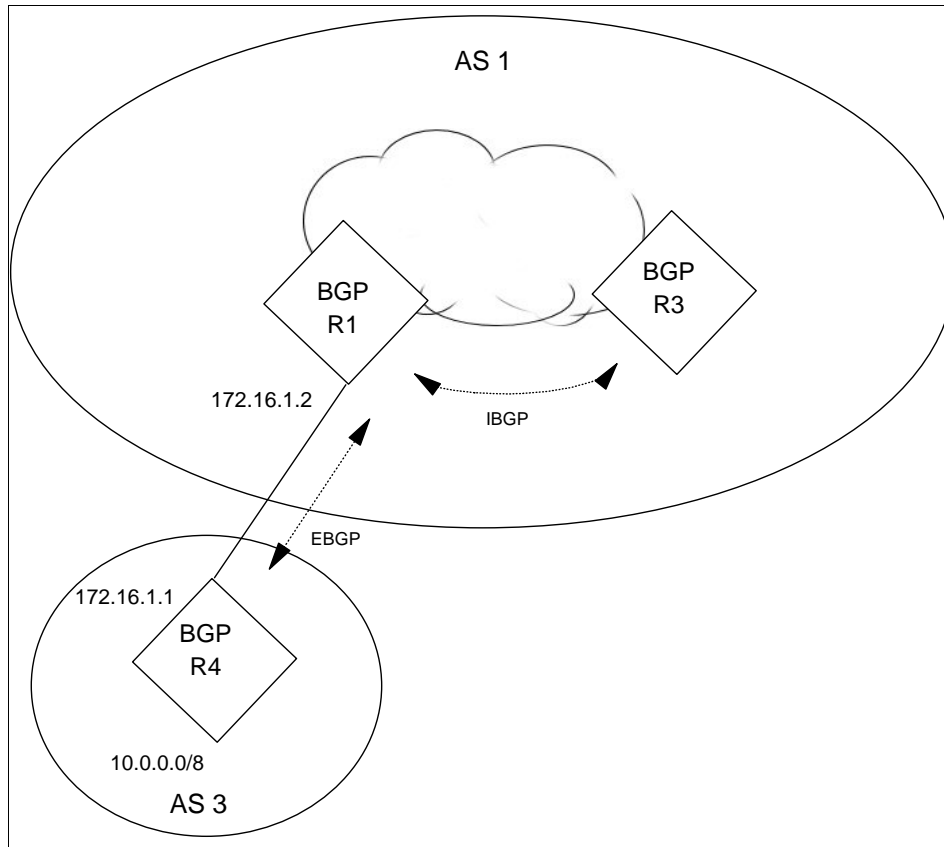 AS 1
BGP
R1
BGP
R3
172.16.1.2
IBGP
EBGP
172.16.1.1
BGP
R4
10.0.0.0/8
AS 3